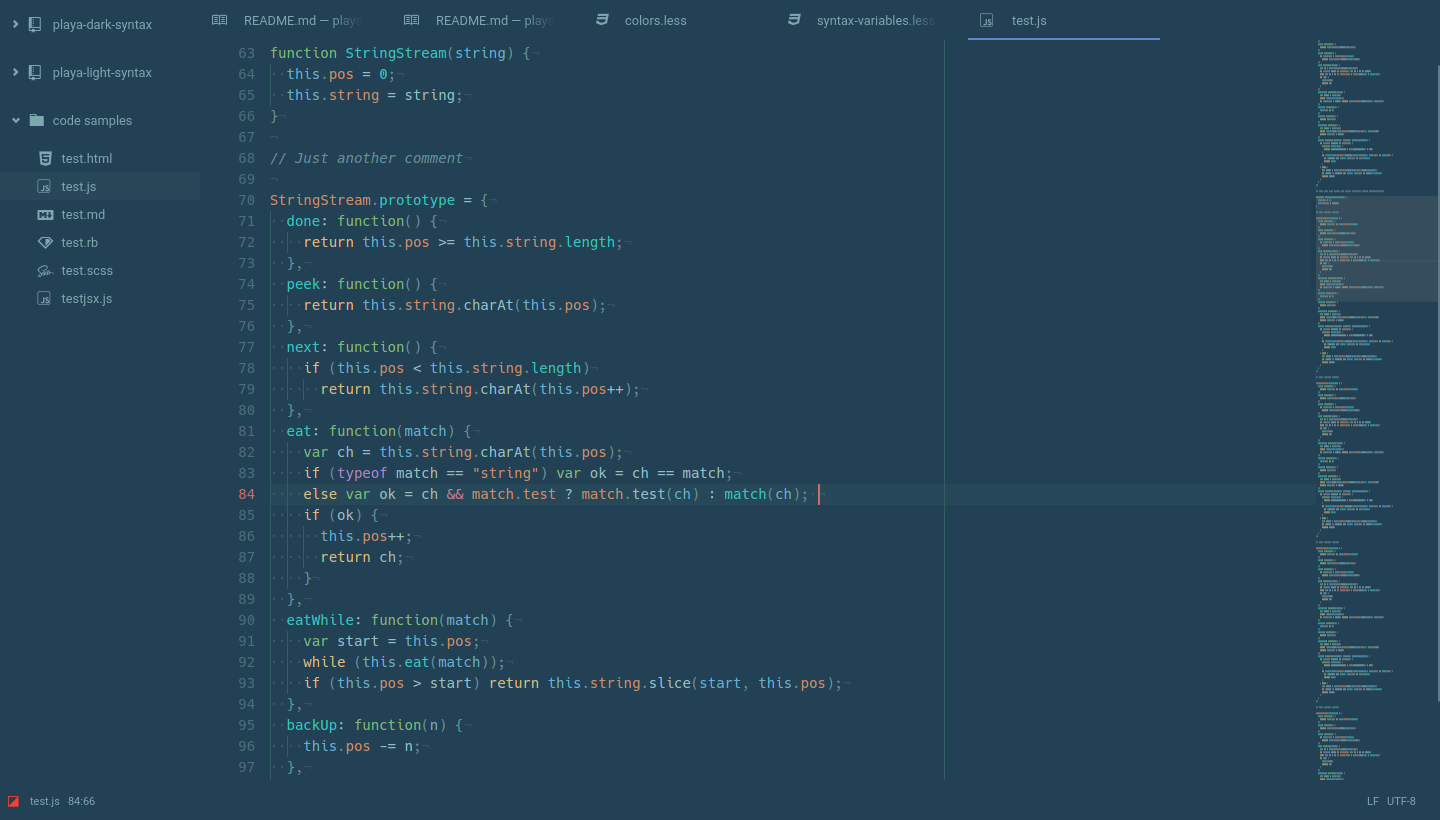 playa-dark-syntax
playa-light-syntax
code samples
test.html
test.js
test.md
test.rb
test.scss
testjsx.js
README.md — playa
README.md — playa
colors.less
syntax-variables.less
test.js
63 function StringStream(string) {
64 this.pos = 0;
65 this.string = string;
66 }
67
68 // Just another comment
69
70 StringStream.prototype = {
71 done: function() {
72 return this.pos >= this.string.length;
73 },
74 peek: function() {
75 return this.string.charAt(this.pos);
76 },
77 next: function() {
78 if (this.pos < this.string.length)
79 return this.string.charAt(this.pos++);
80 },
81 eat: function(match) {
82 var ch = this.string.charAt(this.pos);
83 if (typeof match == "string") var ok = ch == match;
84 else var ok = ch && match.test ? match.test(ch) : match(ch);
85 if (ok) {
86 this.pos++;
87 return ch;
88 }
89 },
90 eatWhile: function(match) {
91 var start = this.pos;
92 while (this.eat(match));
93 if (this.pos > start) return this.string.slice(start, this.pos);
94 },
95 backUp: function(n) {
96 this.pos -= n;
97 },
test.js 84:66
LF UTF-8